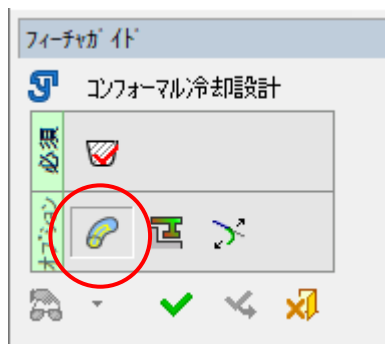 フィーチャガイド
コンフォーマル冷却設計
必須
オプション